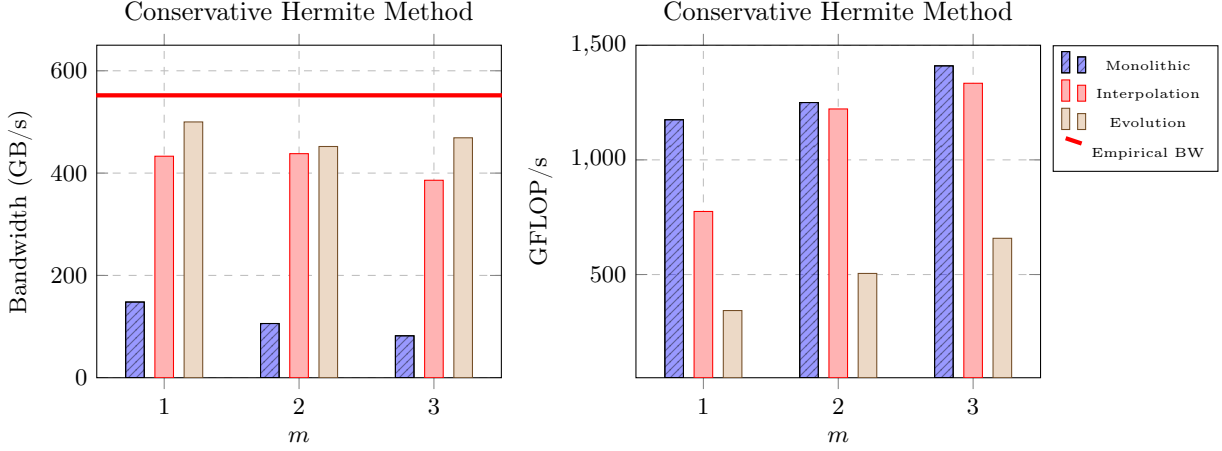 Conservative Hermite Method
600
400
200
0
Bandwidth (GB/s)
1 2 3
m
Conservative Hermite Method
1,500
1,000
500
GFLOP/s
1 2 3
m
Monolithic
Interpolation
Evolution
Empirical BW